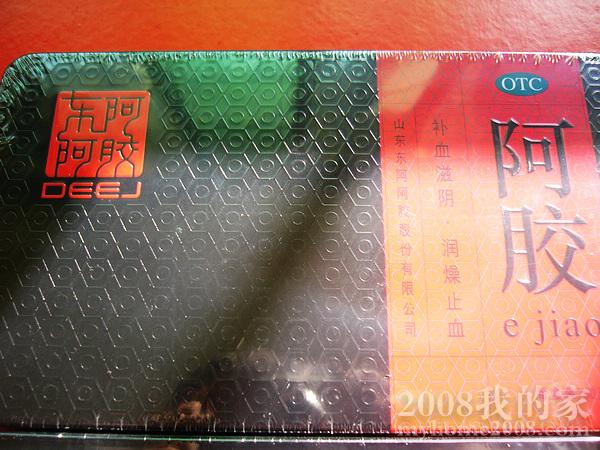 东阿
阿胶
DEEJ
OTC
阿胶
e jiao
补血滋阴 润燥止血
山东东阿阿胶股份有限公司
2008我的家